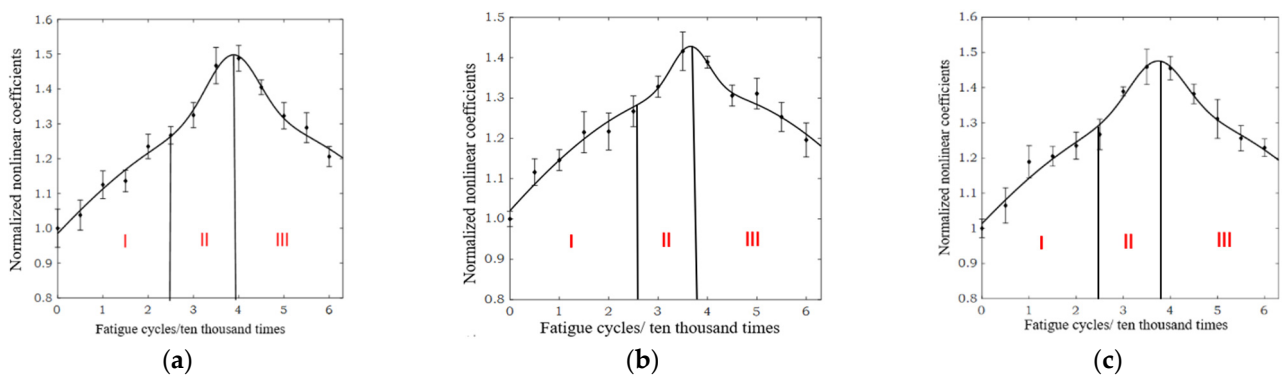 Normalized nonlinear coefficients
1.6
1.5
1.4
1.3
1.2
1.1
1.0
0.9
0.8
I
II
III
0 1 2 3 4 5 6
Fatigue cycles/ten thousand times
(a)
Normalized nonlinear coefficients
1.5
1.4
1.3
1.2
1.1
1.0
0.9
0.8
I
II
III
0 1 2 3 4 5 6
Fatigue cycles/ ten thousand times
(b)
Normalized nonlinear coefficients
1.6
1.5
1.4
1.3
1.2
1.1
1
0.9
0.8
I
II
III
0 1 2 3 4 5 6
Fatigue cycles/ten thousand times
(c)